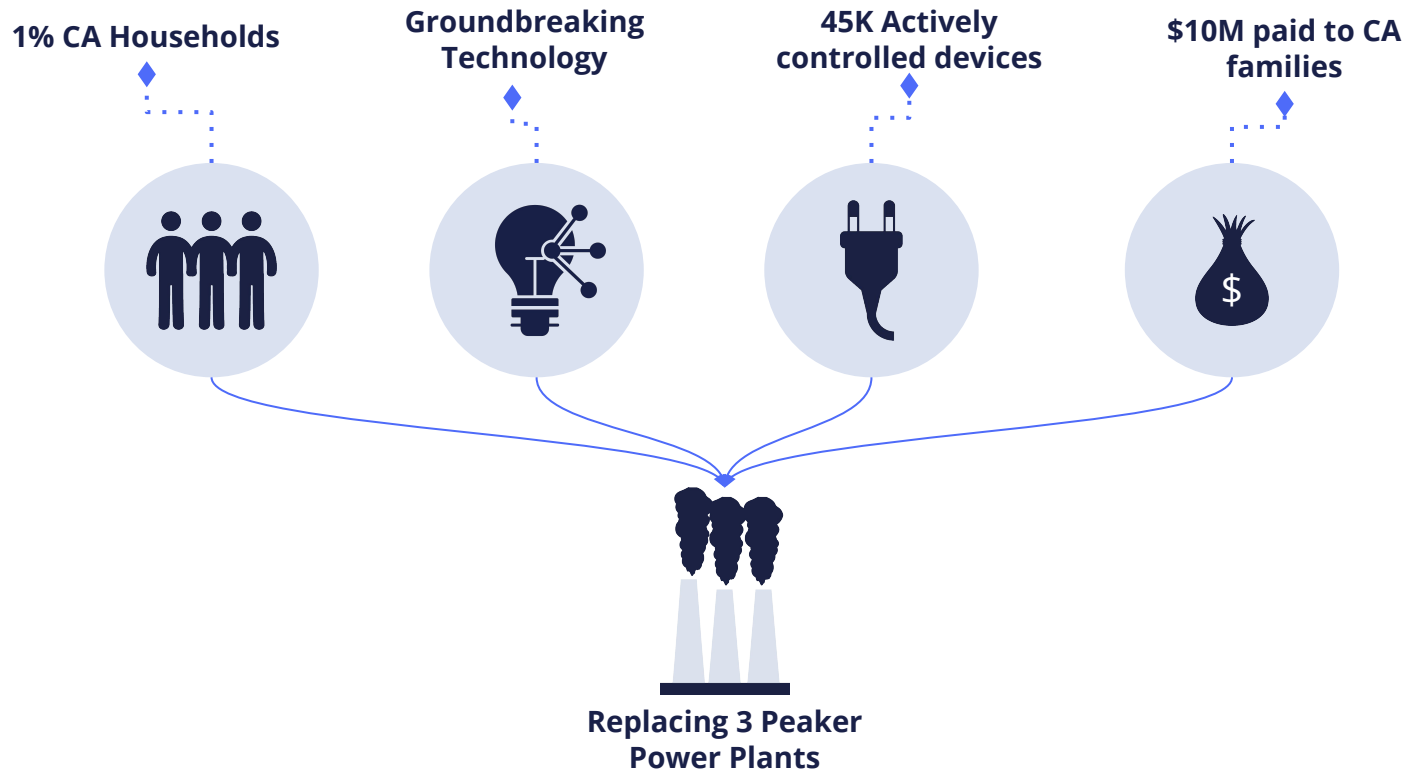 1% CA Households
Groundbreaking
Technology
45K Actively
controlled devices
$10M paid to CA
families
$
Replacing 3 Peaker
Power Plants